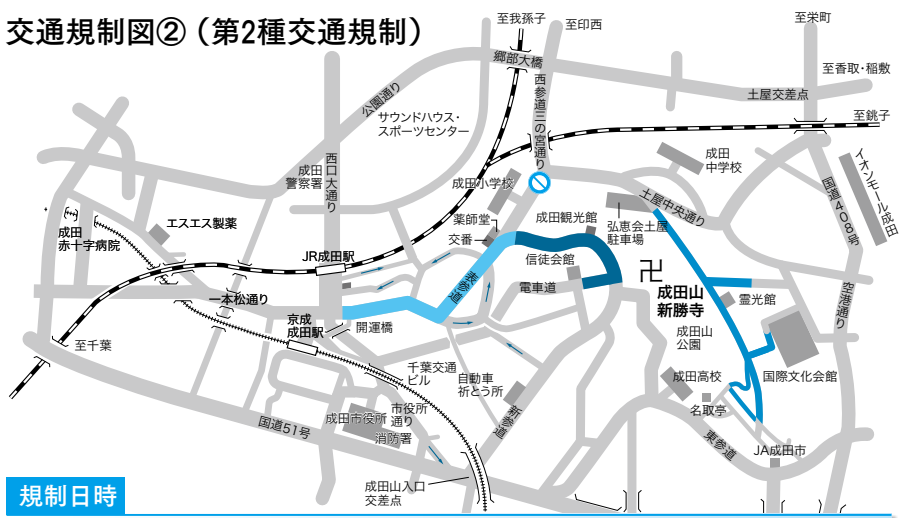 交通規制図②（第2種交通規制）
至我孫子
至印西
至栄町
郷部大橋
至香取・稲敷
公園通り
西参道三の宮通り
土屋交差点
サウンドハウス・
スポーツセンター
至銚子
成田
中学校
イオンモール成田
成田
警察署
西口大通り
成田小学校
国道408号
土屋中央通り
薬師堂
成田観光館
弘恵会土屋
駐車場
エスエス製薬
成田
赤十字病院
交番
信徒会館
JR成田駅
表参道
電車道
卍
成田山
新勝寺
霊光館
空港通り
一本松通り
京成
成田駅
開運橋
成田山
公園
至千葉
千葉交通
ビル
自動車
祈とう所
成田高校
国際文化会館
市役所
通り
成田市役所
新参道
名取亭
国道51号
消防署
東参道
JA成田市
成田山入口
交差点
規制日時